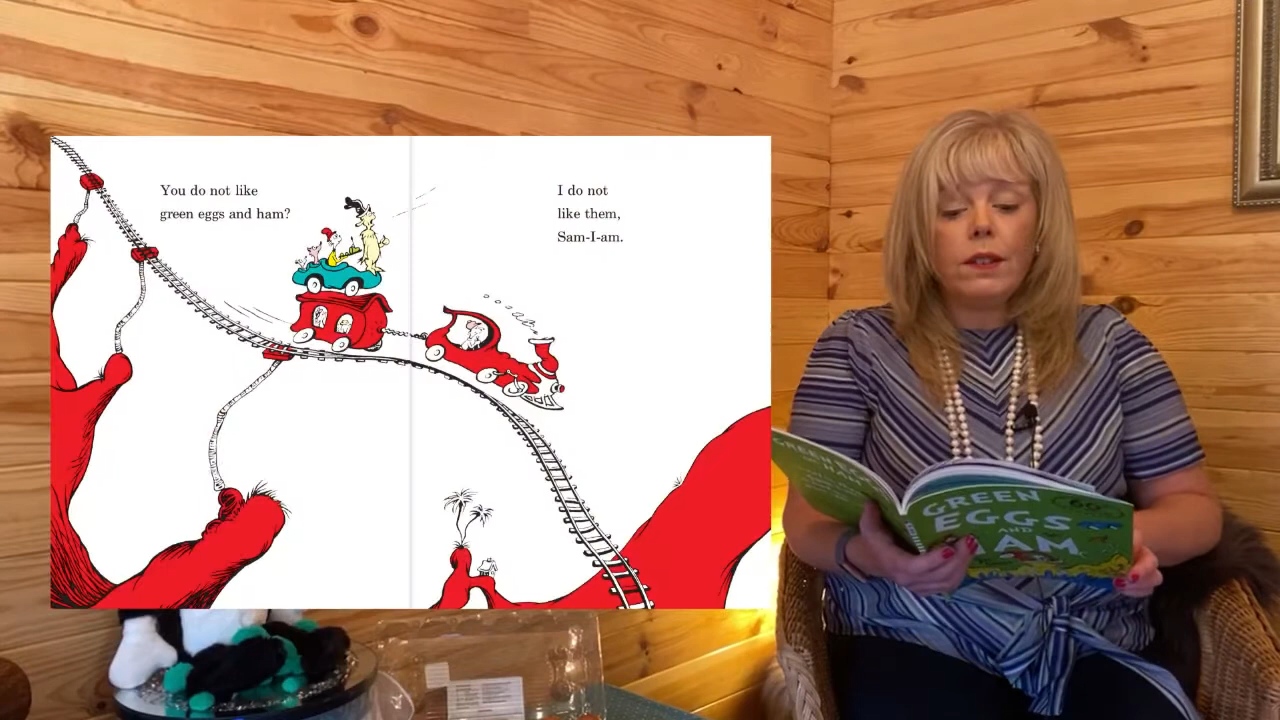 You do not like
green eggs and ham?
I do not
like them,
Sam-I-am.
GREEN
EGGS
AND
HAM